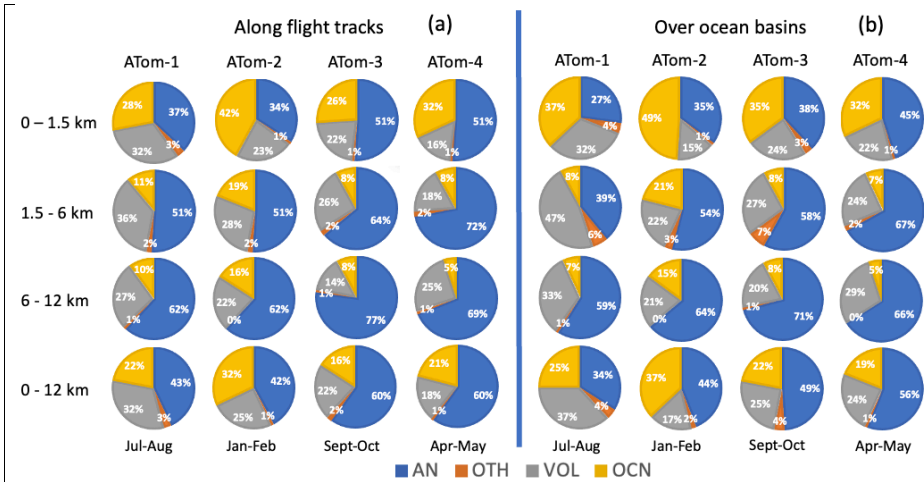 Along flight tracks (a) Over ocean basins (b)
ATom-1 ATom-2 ATom-3 ATom-4 ATom-1 ATom-2 ATom-3 ATom-4
0 – 1.5 km
28% 37% 3% 32% 42% 34% 1% 23% 26% 51% 1% 22% 32% 51% 1% 16% 37% 27% 4% 32% 49% 35% 1% 15% 35% 38% 3% 24% 32% 45% 1% 22%
1.5 - 6 km
11% 51% 2% 36% 19% 51% 2% 28% 8% 64% 2% 26% 8% 72% 2% 18% 8% 39% 6% 47% 21% 54% 3% 22% 8% 58% 7% 27% 7% 67% 2% 24%
6 - 12 km
10% 62% 1% 27% 16% 62% 0% 22% 8% 77% 1% 14% 5% 69% 1% 25% 7% 59% 1% 33% 15% 64% 0% 21% 8% 71% 1% 20% 5% 66% 0% 29%
0-12 km
22% 43% 3% 32% 32% 42% 1% 25% 16% 60% 2% 22% 21% 60% 1% 18% 25% 34% 4% 37% 37% 44% 2% 17% 22% 49% 4% 25% 19% 56% 1% 24%
Jul-Aug Jan-Feb Sept-Oct Apr-May Jul-Aug Jan-Feb Sept-Oct Apr-May
AN OTH VOL OCN